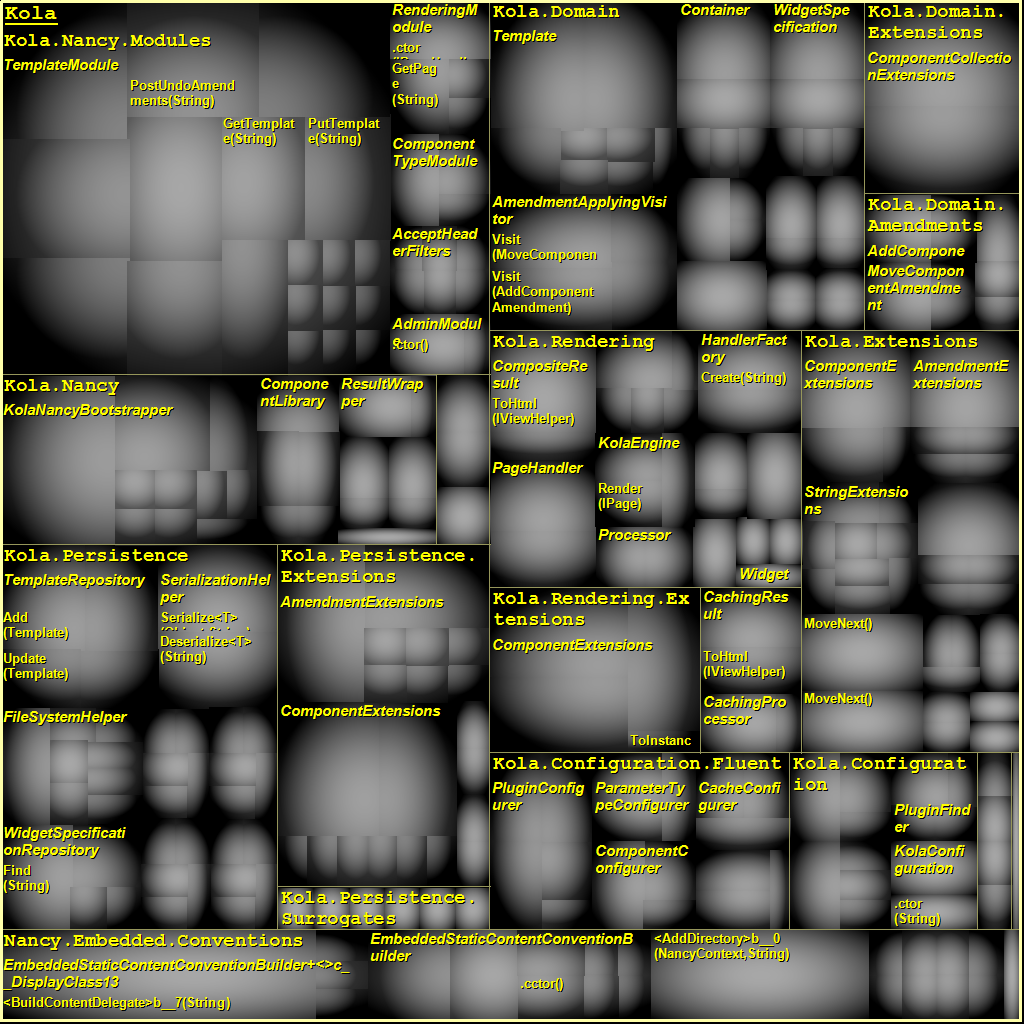 Kola
Kola.Nancy.Modules
TemplateModule
PostUndoAmend
ments(String)
GetTemplat
e(String)
PutTemplat
e(String)
RenderingM
odule
.ctor
GetPag
e
(String)
Component
TypeModule
AcceptHead
erFilters
AdminModul
e
.ctor()
Kola.Domain
Template
Container
WidgetSpe
cification
AmendmentApplyingVisi
tor
Visit
(MoveComponen
Visit
(AddComponent
Amendment)
Kola.Domain.
Extensions
ComponentCollectio
nExtensions
Kola.Domain.
Amendments
AddCompone
MoveCompon
entAmendme
nt
Kola.Nancy
KolaNancyBootstrapper
Compone
ntLibrary
ResultWrap
per
Kola.Rendering
CompositeRe
sult
ToHtml
(IViewHelper)
HandlerFact
ory
Create(String)
KolaEngine
Render
(IPage)
PageHandler
Processor
Widget
Kola.Extensions
ComponentE
xtensions
AmendmentE
xtensions
StringExtensio
ns
MoveNext()
MoveNext()
Kola.Persistence
TemplateRepository
Add
(Template)
Update
(Template)
SerializationHel
per
Serialize<T>
Deserialize<T>
(String)
FileSystemHelper
WidgetSpecificati
onRepository
Find
(String)
Kola.Persistence.
Extensions
AmendmentExtensions
ComponentExtensions
Kola.Persistence.
Surrogates
Kola.Rendering.Ex
tensions
ComponentExtensions
ToInstanc
CachingRes
ult
ToHtml
(IViewHelper)
CachingPro
cessor
Kola.Configuration.Fluent
PluginConfig
urer
ParameterTy
peConfigurer
CacheConfi
gurer
ComponentC
onfigurer
Kola.Configurat
ion
PluginFind
er
KolaConfi
guration
.ctor
(String)
Nancy.Embedded.Conventions
EmbeddedStaticContentConventionBuilder+<>c_
_DisplayClass13
<BuildContentDelegate>b__7(String)
EmbeddedStaticContentConventionB
uilder
.cctor()
<AddDirectory>b__0
(NancyContext,String)